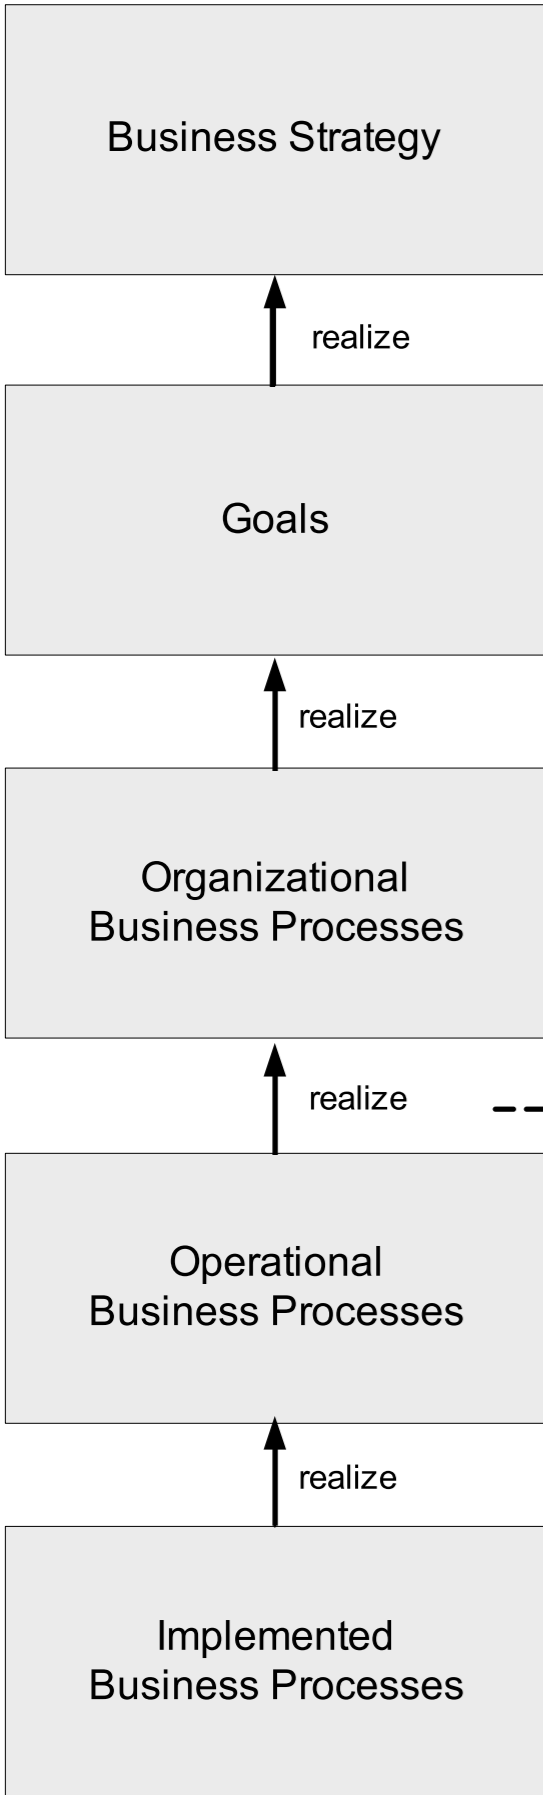 Business Strategy
realize
Goals
realize
Organizational
Business Processes
realize
Operational
Business Processes
realize
Implemented
Business Processes